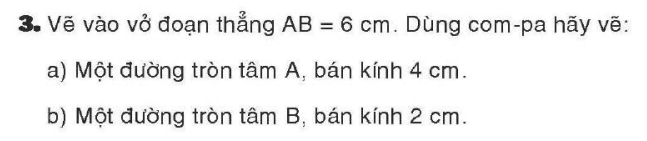 3. Vẽ vào vở đoạn thẳng AB = 6 cm. Dùng com-pa hãy vẽ:
a) Một đường tròn tâm A, bán kính 4 cm.
b) Một đường tròn tâm B, bán kính 2 cm.